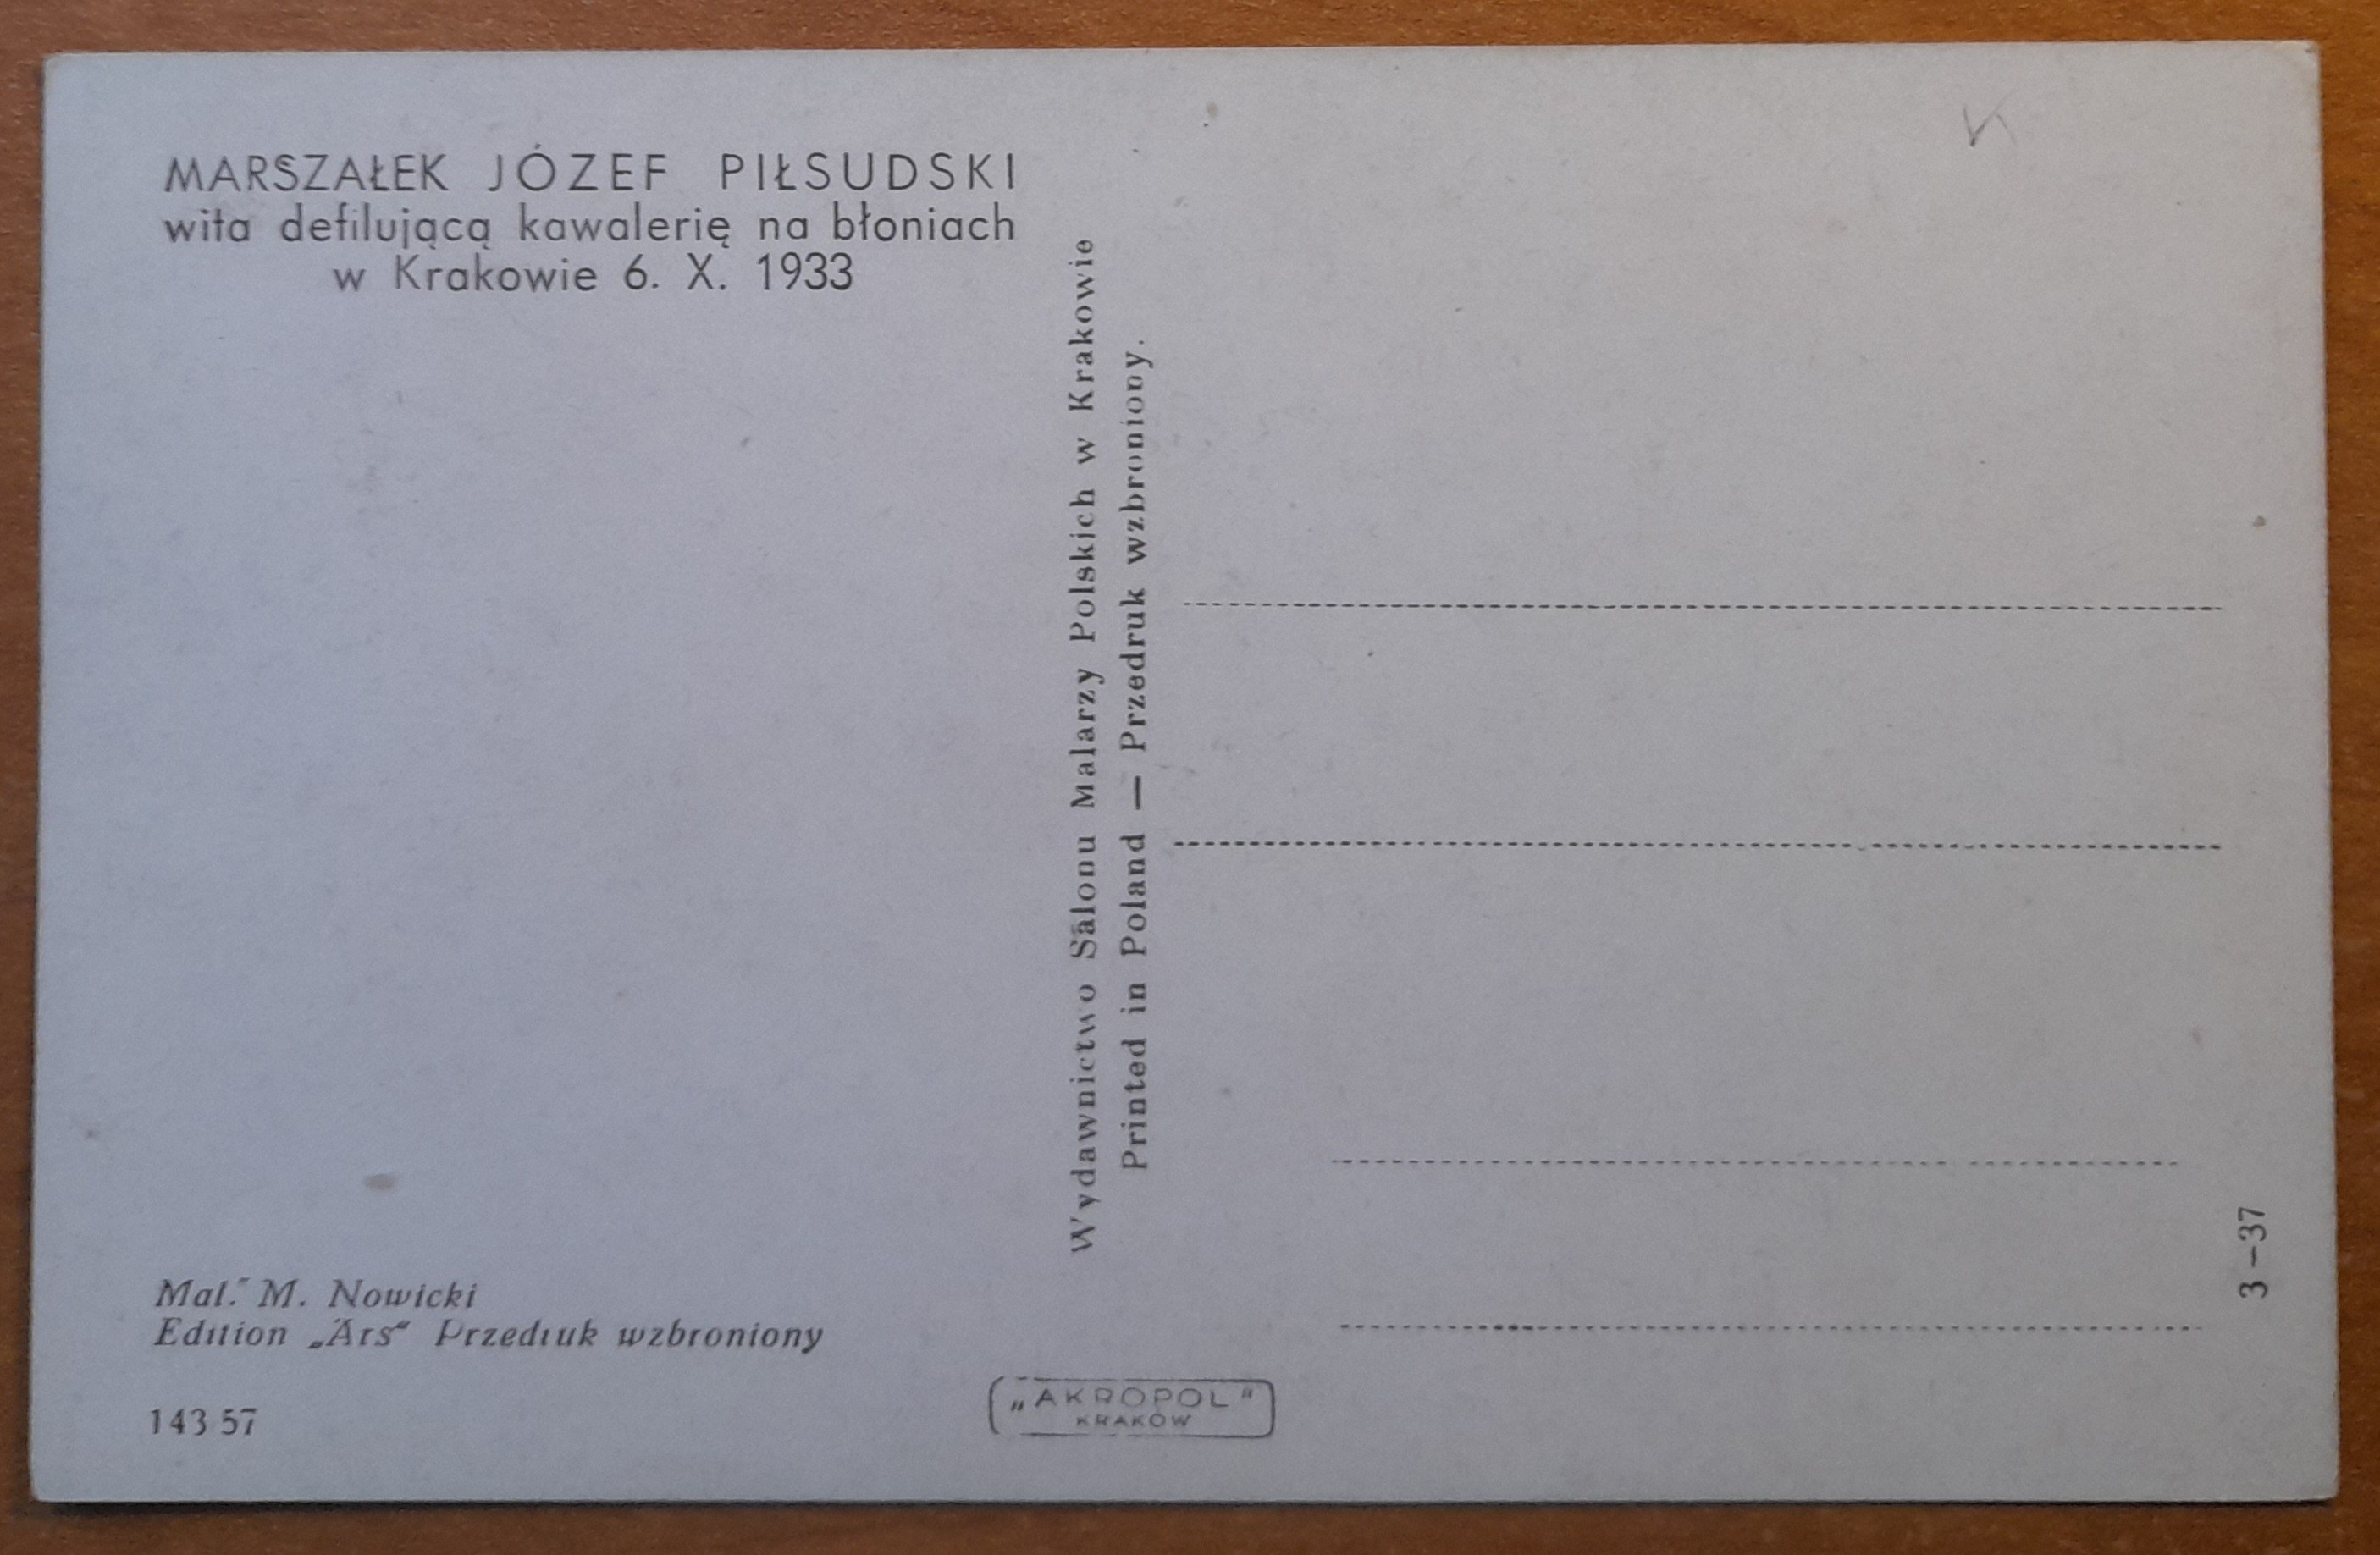 MARSZAŁEK JÓZEF PIŁSUDSKI
wita defilującą kawalerię na błoniach
w Krakowie 6. X. 1933
Wydawnictwo Salonu Malarzy Polskich w Krakowie
Printed in Poland — Przedruk wzbroniony.
Mal. M. Nowicki
Edition „Ars“ Przedruk wzbroniony
143 57
„AKROPOL“
KRAKÓW
3-37